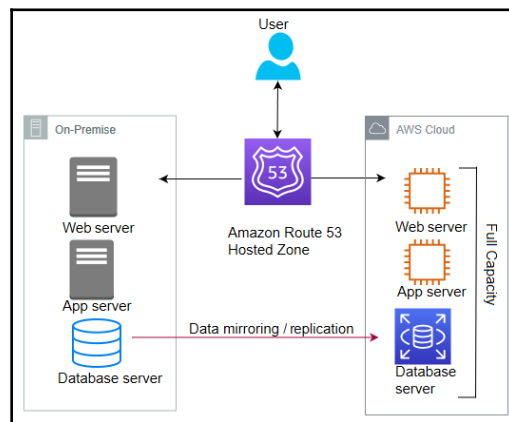 User
On-Premise
AWS Cloud
53
Web server
Amazon Route 53
Hosted Zone
Web server
App server
App server
Full Capacity
Data mirroring / replication
Database server
Database
server